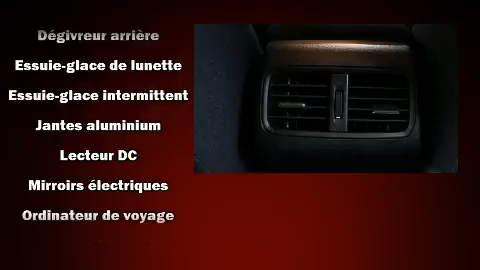 Dégivreur arrière
Essuie-glace de lunette
Essuie-glace intermittent
Jantes aluminium
Lecteur DC
Mirroirs électriques
Ordinateur de voyage